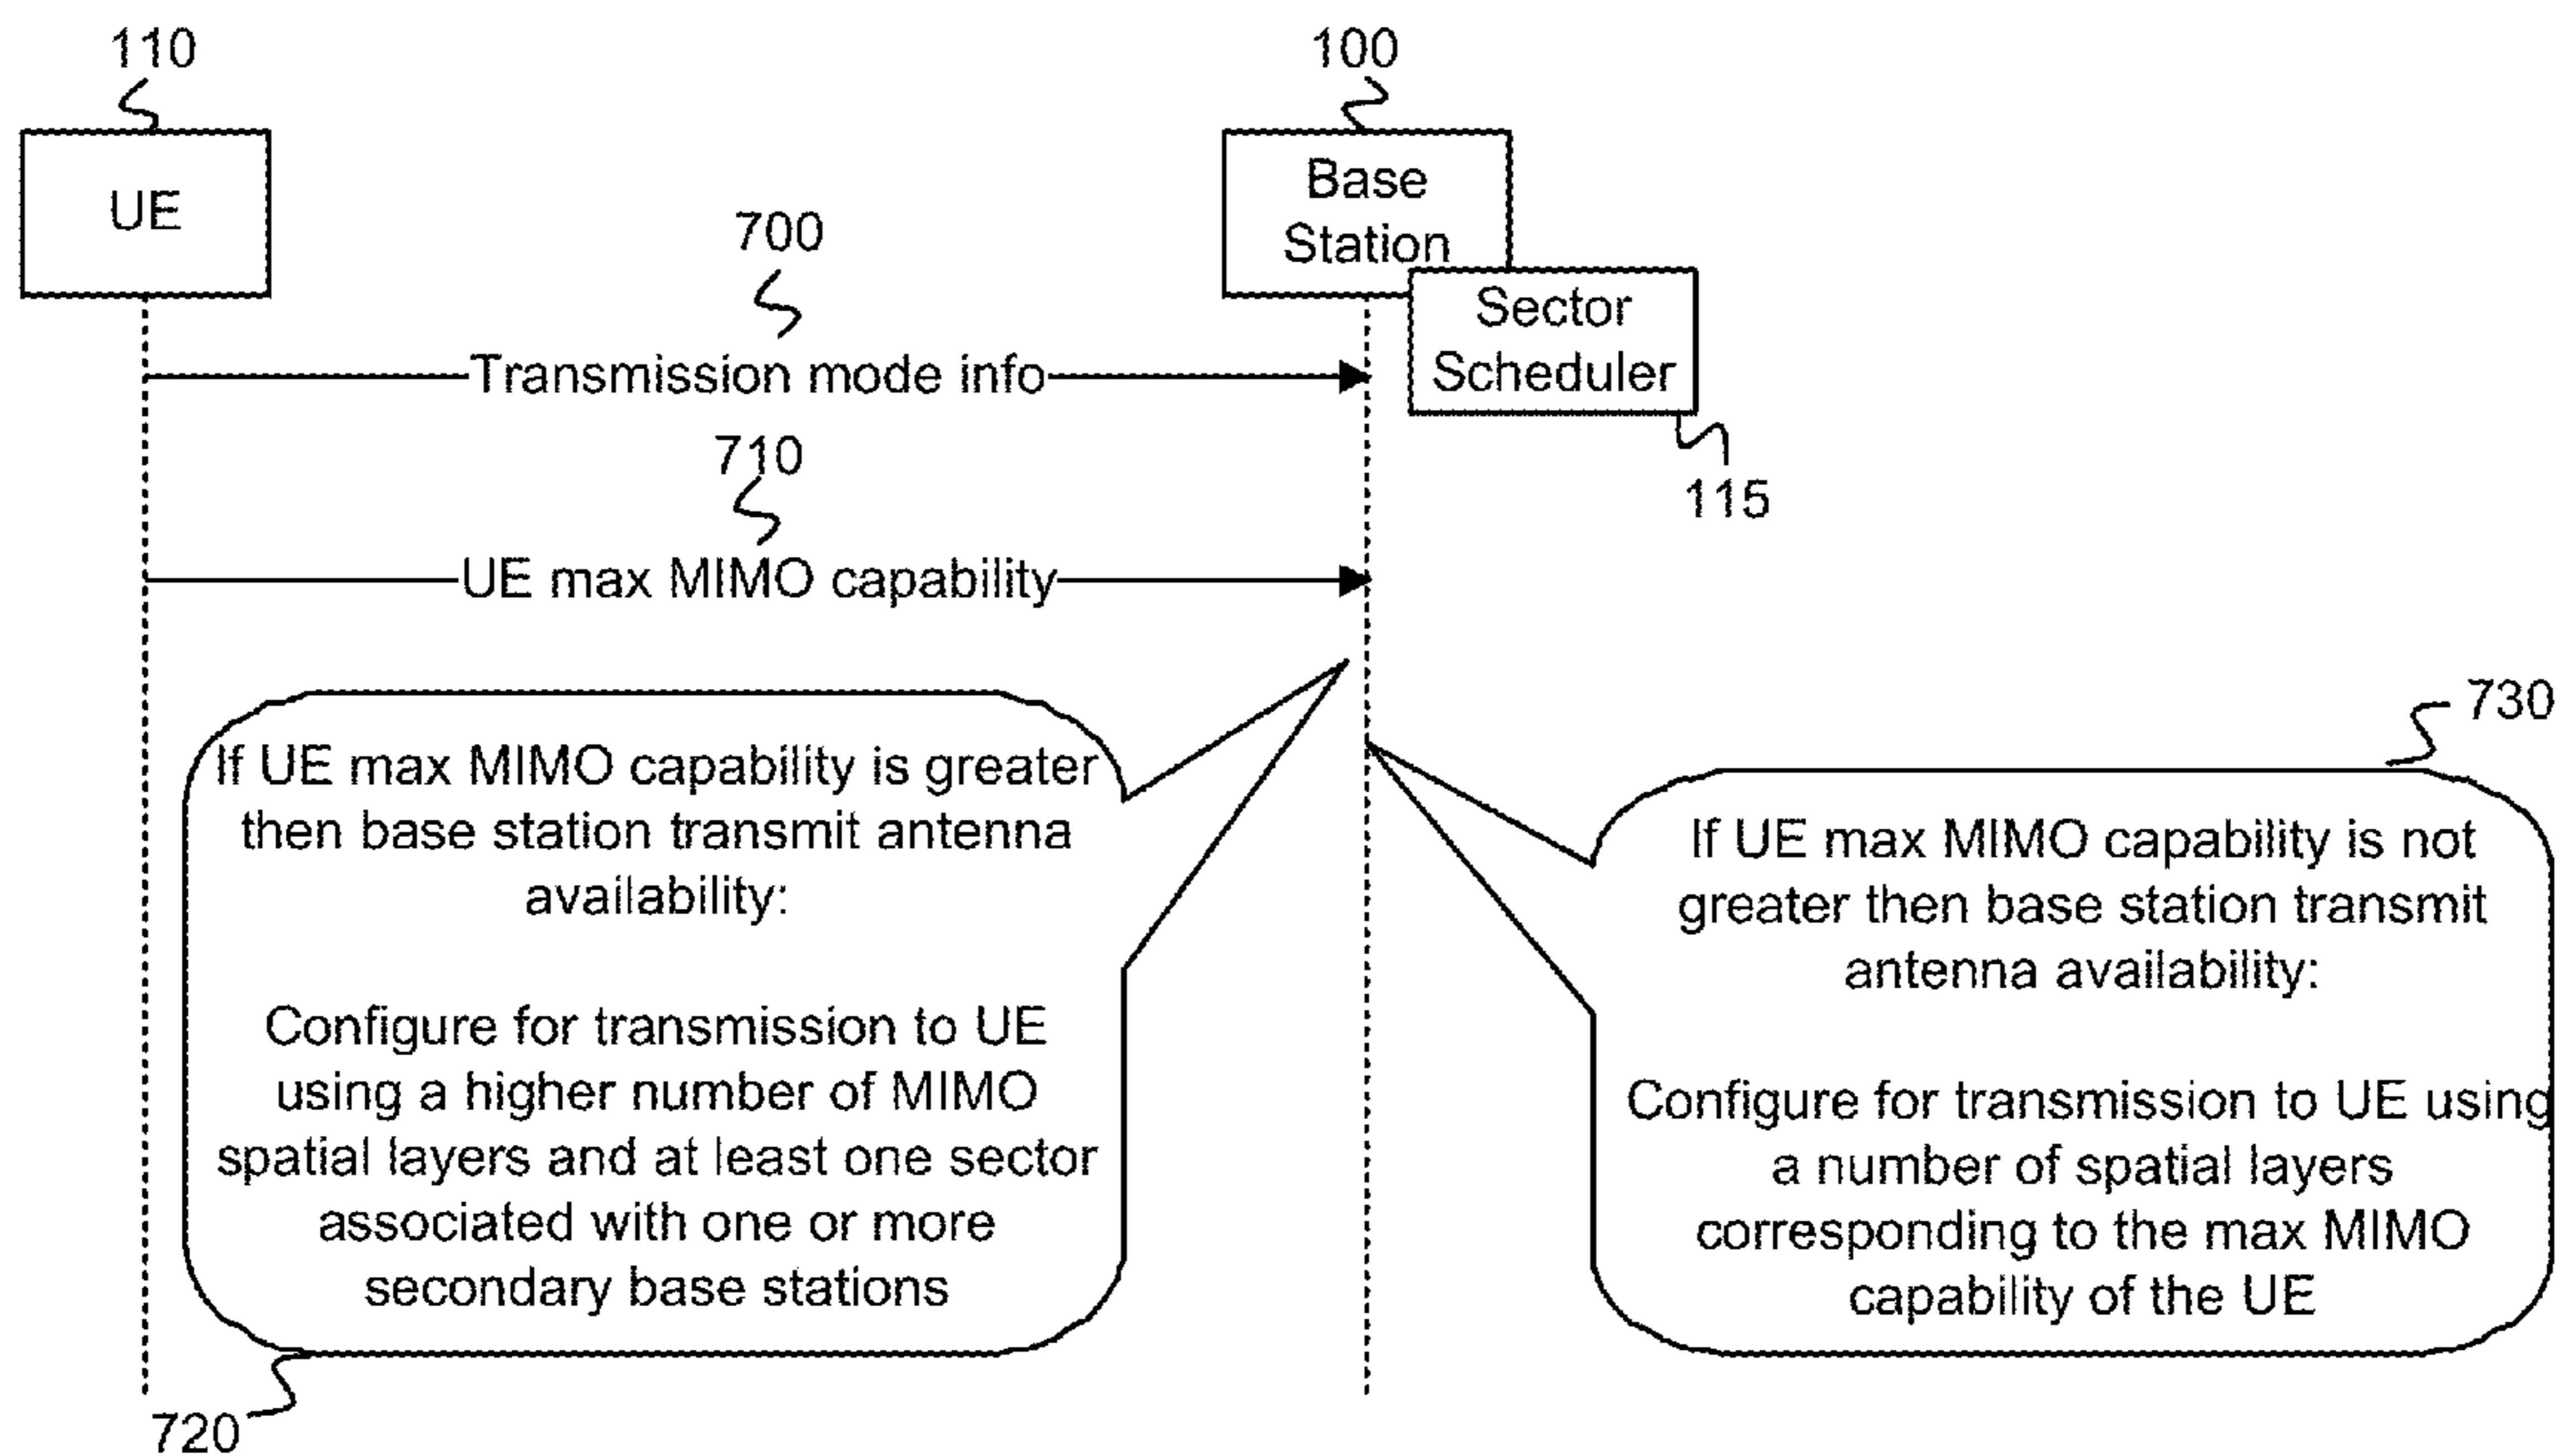 110
100
UE
Base
Station
Sector
Scheduler
115
700
Transmission mode info
710
UE max MIMO capability
If UE max MIMO capability is greater
then base station transmit antenna
availability:
Configure for transmission to UE
using a higher number of MIMO
spatial layers and at least one sector
associated with one or more
secondary base stations
720
730
If UE max MIMO capability is not
greater then base station transmit
antenna availability:
Configure for transmission to UE using
a number of spatial layers
corresponding to the max MIMO
capability of the UE